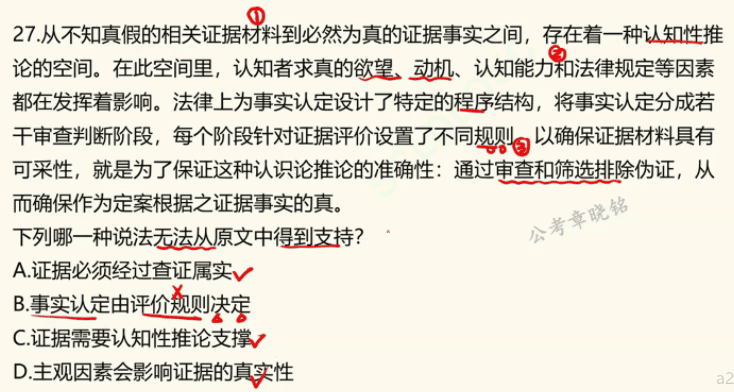 27.从不知真假的相关证据材料到必然为真的证据事实之间，存在着一种认知性推
论的空间。在此空间里，认知者求真的欲望、动机、认知能力和法律规定等因素
都在发挥着影响。法律上为事实认定设计了特定的程序结构，将事实认定分成若
干审查判断阶段，每个阶段针对证据评价设置了不同规则，以确保证据材料具有
可采性，就是为了保证这种认识论推论的准确性：通过审查和筛选排除伪证，从
而确保作为定案根据之证据事实的真。
下列哪一种说法无法从原文中得到支持？
A.证据必须经过查证属实
B.事实认定由评价规则决定
C.证据需要认知性推论支撑
D.主观因素会影响证据的真实性
①
②
③
公考章晓铭
a2